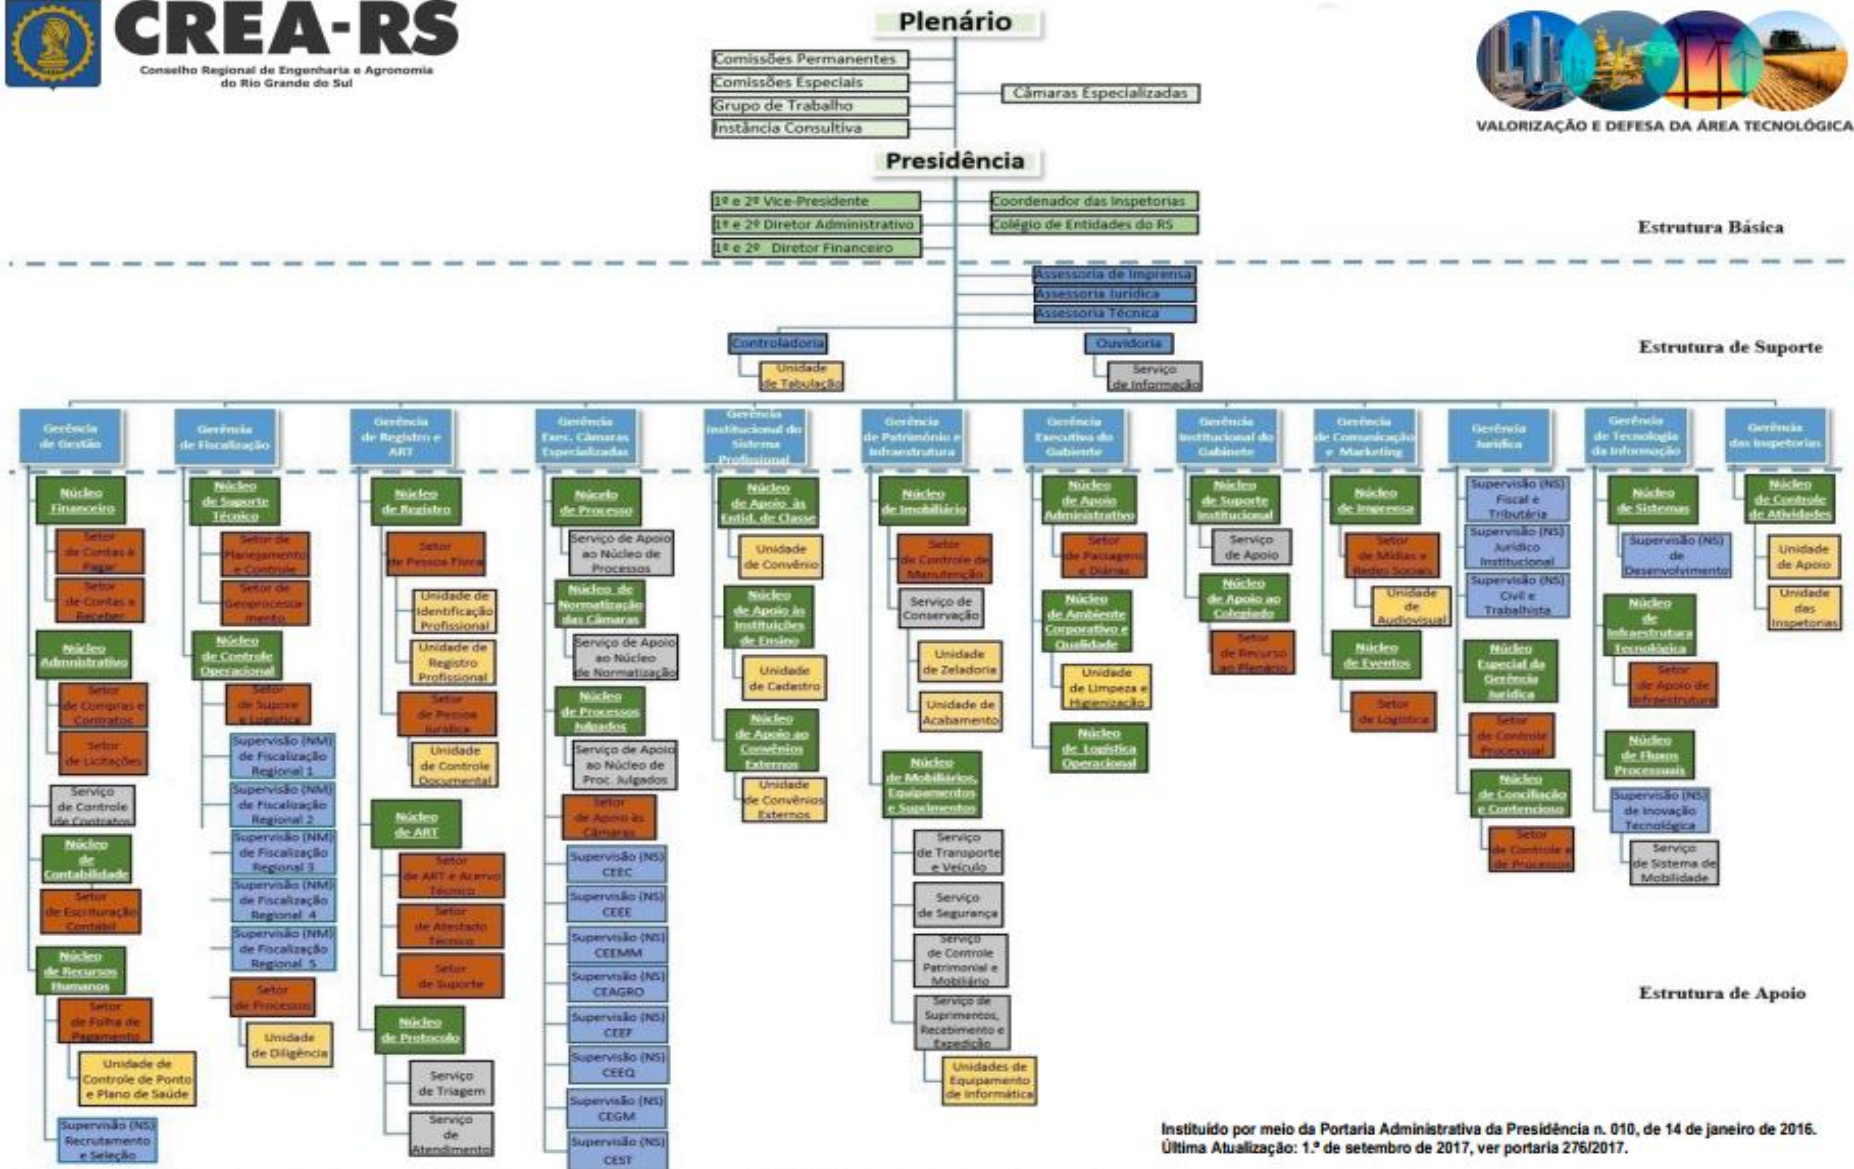 CREA-RS
Conselho Regional de Engenharia e Agronomia
do Rio Grande do Sul
Plenário
Comissões Permanentes
Comissões Especiais
Grupo de Trabalho
Instância Consultiva
Câmaras Especializadas
VALORIZAÇÃO E DEFESA DA ÁREA TECNOLÓGICA
Presidência
1º e 2º Vice-Presidente
1º e 2º Diretor Administrativo
1º e 2º Diretor Financeiro
Coordenador das Inspetorias
Colégio de Entidades do RS
Estrutura Básica
Assessoria de Imprensa
Assessoria Jurídica
Assessoria Técnica
Controladoria
Unidade
de Tabulação
Ouvidoria
Serviço
de Informação
Estrutura de Suporte
Gerência
de Gestão
Gerência
de Fiscalização
Gerência
de Registro e
ART
Gerência
Exec. Câmaras
Especializadas
Gerência
Institucional do
Sistema
Profissional
Gerência
de Patrimônio e
Infraestrutura
Gerência
Executiva do
Gabiente
Gerência
Institucional do
Gabinete
Gerência
de Comunicação
e Marketing
Gerência
Jurídica
Gerência
de Tecnologia
da Informação
Gerência
das Inspetorias
Núcleo
Financeiro
Setor
de Contas à
Pagar
Setor
de Contas a
Receber
Núcleo
Admnistrativo
Setor
de Compras e
Contratos
Setor
de Licitações
Serviço
de Controle
de Contratos
Núcleo
de
Contabilidade
Setor
de Escrituração
Contábil
Núcleo
de Recursos
Humanos
Setor
de Folha de
Pagamento
Unidade de
Controle de Ponto
e Plano de Saúde
Supervisão (NS)
Recrutamento
e Seleção
Núcleo
de Suporte
Técnico
Setor de
Planejamento
e Controle
Setor de
Geoprocessa-
mento
Núcleo
de Controle
Operacional
Setor
de Supore
e Logística
Supervisão (NM)
de Fiscalização
Regional 1
Supervisão (NM)
de Fiscalização
Regional 2
Supervisão (NM)
de Fiscalização
Regional 3
Supervisão (NM)
de Fiscalização
Regional 4
Supervisão (NM)
de Fiscalização
Regional 5
Setor
de Processos
Unidade
de Diligência
Núcleo
de Registro
Setor
de Pessoa Física
Unidade de
Identificação
Profissional
Unidade de
Registro
Profissional
Setor
de Pessoa
Jurídica
Unidade
de Controle
Documental
Núcleo
de ART
Setor
de ART e Acervo
Técnico
Setor
de Atestado
Técnico
Setor
de Suporte
Núcleo
de Protocolo
Serviço
de Triagem
Serviço
de
Atendimento
Núcelo
de Processo
Serviço de Apoio
ao Núcleo de
Processos
Núcleo de
Normatização
das Câmaras
Serviço de Apoio
ao Núcleo
de Normatização
Núcleo
de Processos
Julgados
Serviço de Apoio
ao Núcleo de
Proc. Julgados
Setor
de Apoio às
Câmaras
Supervisão (NS)
CEEC
Supervisão (NS)
CEEE
Supervisão (NS)
CEEMM
Supervisão (NS)
CEAGRO
Supervisão (NS)
CEEF
Supervisão (NS)
CEEQ
Supervisão (NS)
CEGM
Supervisão (NS)
CEST
Núcleo
de Apoio às
Entid. de Classe
Unidade
de Convênio
Núcleo
de Apoio às
Instituições
de Ensino
Unidade
de Cadastro
Núcleo
de Apoio ao
Convênios
Externos
Unidade
de Convênios
Externos
Núcleo
de Imobiliário
Setor
de Controle de
Manutenção
Serviço de
Conservação
Unidade
de Zeladoria
Unidade de
Acabamento
Núcleo
de Mobiliários,
Equipamentos
e Suprimentos
Serviço
de Transporte
e Veículo
Serviço
de Segurança
Serviço
de Controle
Patrimonial e
Mobiliário
Serviço de
Suprimentos,
Recebimento e
Expedição
Unidades de
Equipamento
de Informática
Núcleo
de Apoio
Administrativo
Setor
de Passagens
e Diárias
Núcleo
de Ambiente
Corporativo e
Qualidade
Unidade
de Limpeza e
Higienização
Núcleo
de Logística
Operacional
Núcleo
de Suporte
Institucional
Serviço
de Apoio
Núcleo
de Apoio ao
Colegiado
Setor
de Recurso
ao Plenário
Núcleo
de Imprensa
Setor
de Mídias e
Redes Sociais
Unidade
de
Audiovisual
Núcleo
de Eventos
Setor
de Logística
Supervisão (NS)
Fiscal e
Tributária
Supervisão (NS)
Jurídico
Institucional
Supervisão (NS)
Civil e
Trabalhista
Núcleo
Especial da
Gerência
Jurídica
Setor
de Controle
Processual
Núcleo
de Conciliação
e Contencioso
Setor
de Controle e
de Processos
Núcleo
de Sistemas
Supervisão (NS)
de
Desenvolvimento
Núcleo
de
Infraestrutura
Tecnológica
Setor
de Apoio de
Infraestrutura
Núcleo
de Fluxos
Processuais
Supervisão (NS)
de Inovação
Tecnológica
Serviço
de Sistema de
Mobilidade
Núcleo
de Controle
de Atividades
Unidade
de Apoio
Unidade
das
Inspetorias
Estrutura de Apoio
Instituído por meio da Portaria Administrativa da Presidência n. 010, de 14 de janeiro de 2016.
Última Atualização: 1.º de setembro de 2017, ver portaria 276/2017.